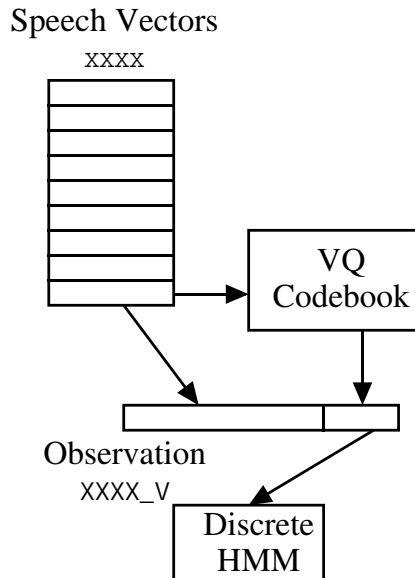 Speech Vectors
XXXX
VQ
Codebook
Observation
XXXX_V
Discrete
HMM